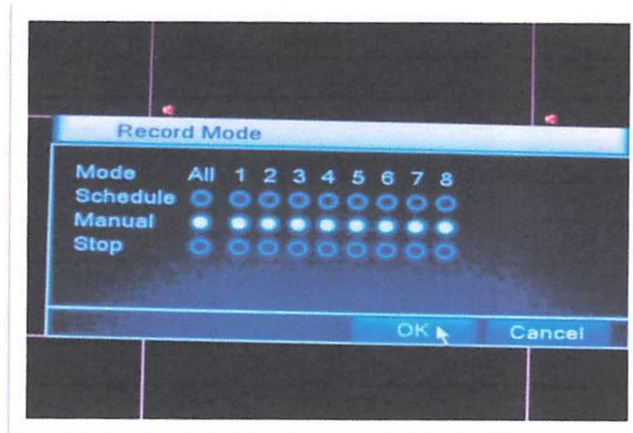 Record Mode
Mode All 1 2 3 4 5 6 7 8
Schedule
Manual
Stop
OK Cancel